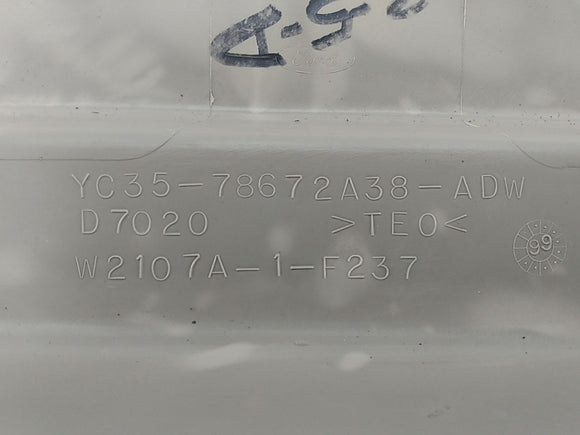 YC35-78672A38-ADW
D7020 >TEO<
W2107A-1-F237
99